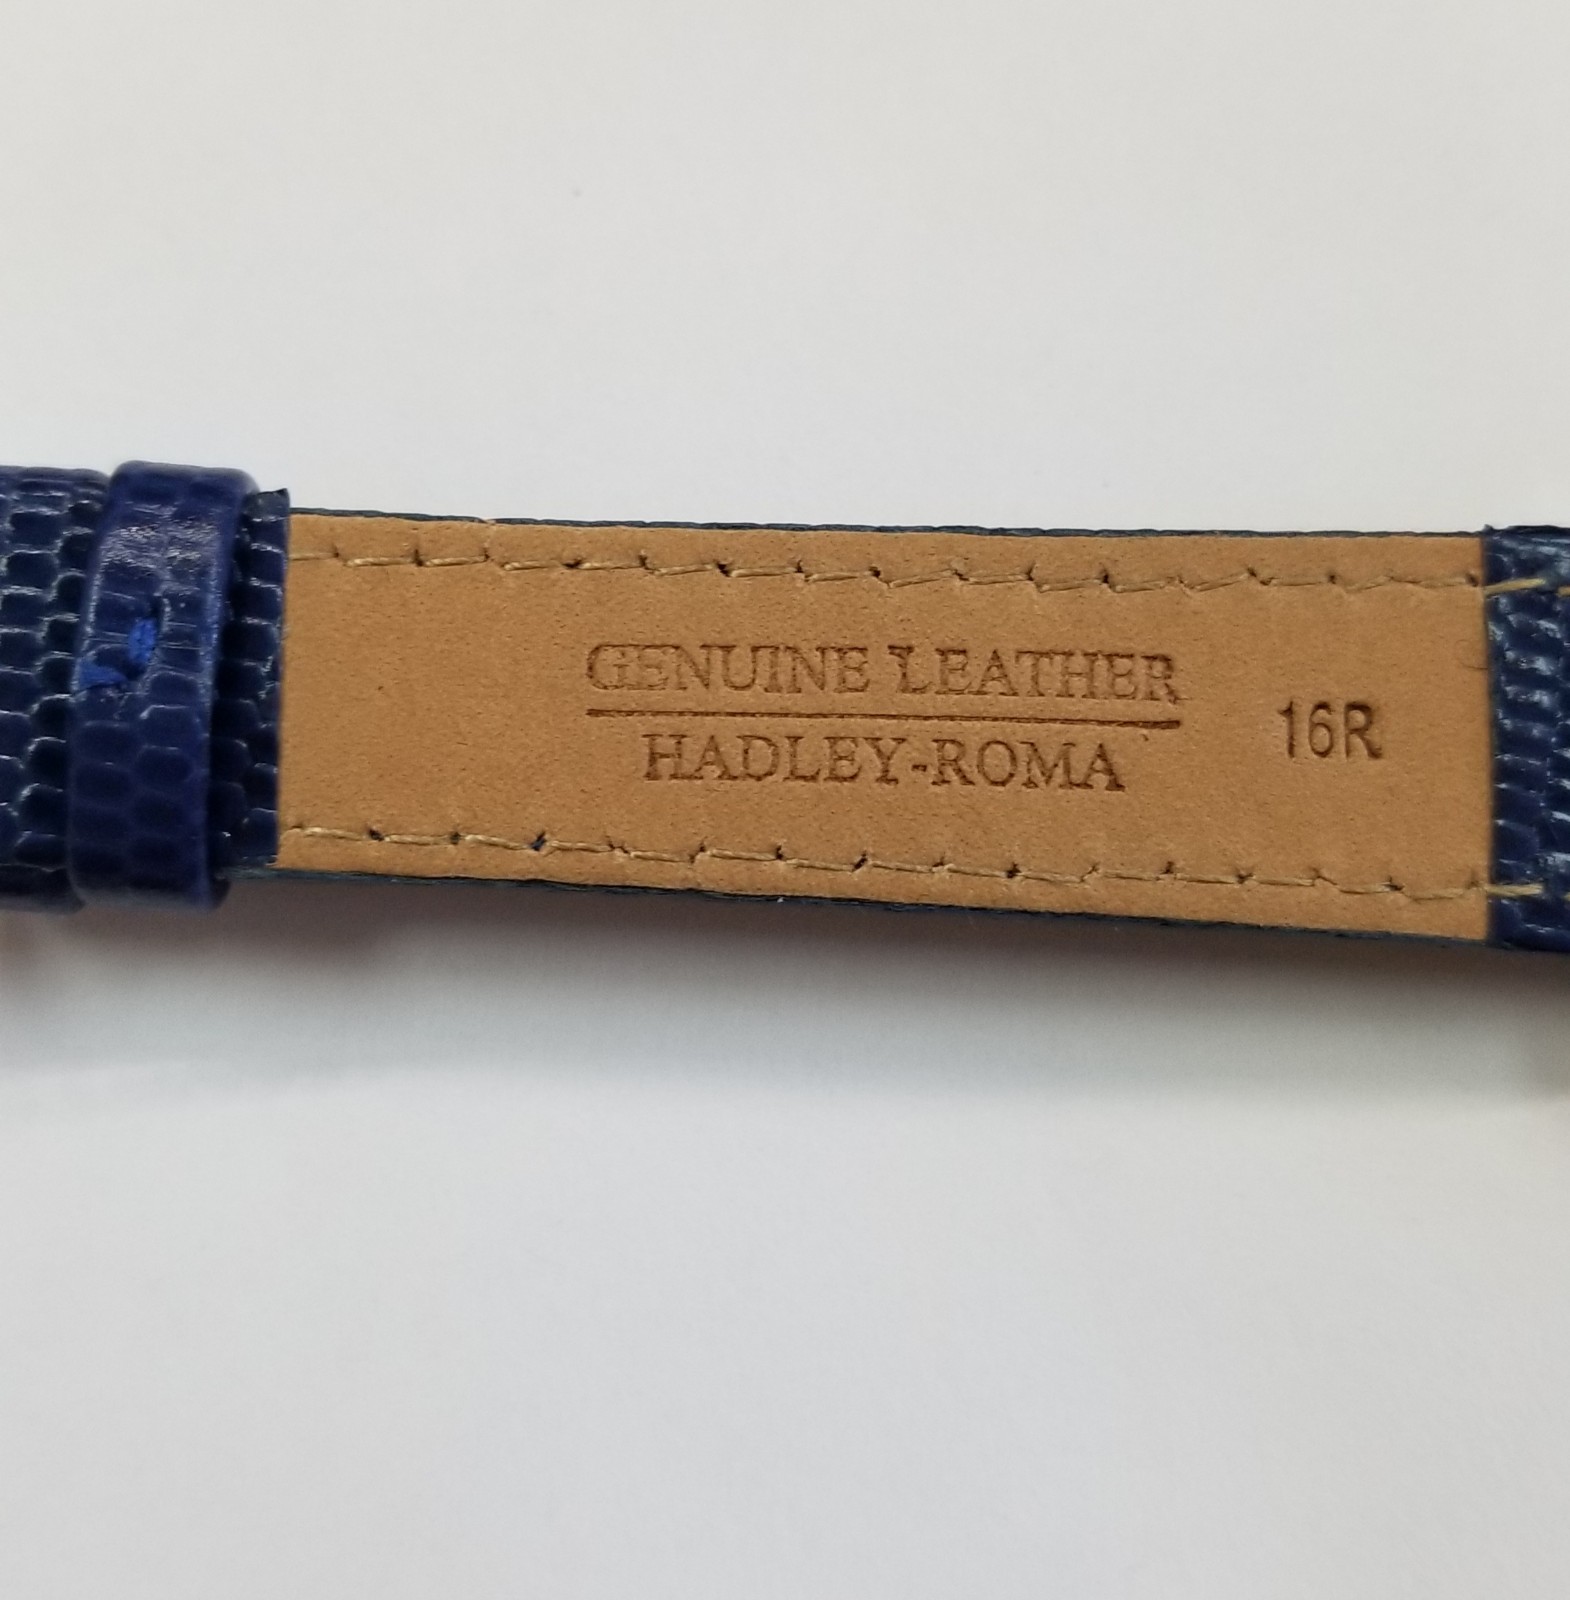 GENUINE LEATHER
HADLEY-ROMA
16R